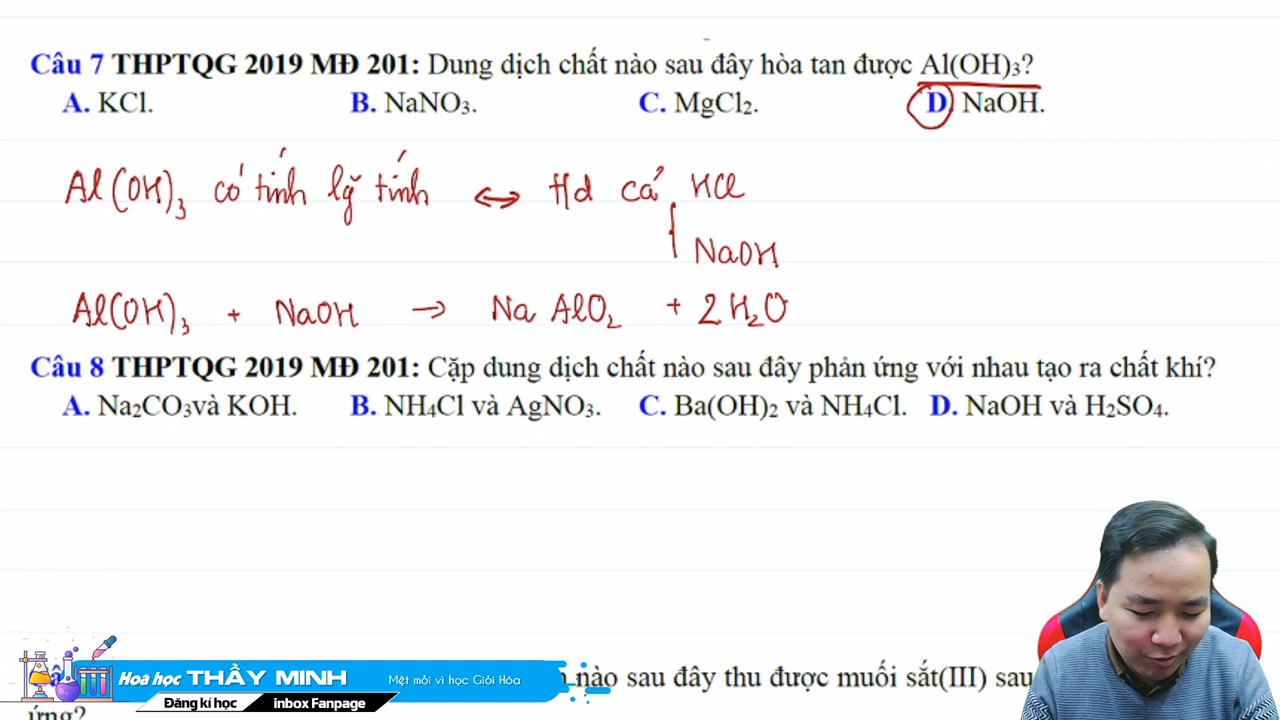 Câu 7 THPTQG 2019 MĐ 201: Dung dịch chất nào sau đây hòa tan được Al(OH)₃?
A. KCl. B. NaNO₃. C. MgCl₂. D. NaOH.
Al(OH)₃ có tính lưỡng tính ↔ Hd cả HCl
NaOH
Al(OH)₃ + NaOH → NaAlO₂ + 2H₂O
Câu 8 THPTQG 2019 MĐ 201: Cặp dung dịch chất nào sau đây phản ứng với nhau tạo ra chất khí?
A. Na₂CO₃và KOH. B. NH₄Cl và AgNO₃. C. Ba(OH)₂ và NH₄Cl. D. NaOH và H₂SO₄.
nào sau đây thu được muối sắt(III) sau
ứng?
Hoá học THẦY MINH
Mệt mỏi vì học Giỏi Hóa
Đăng kí học inbox Fanpage